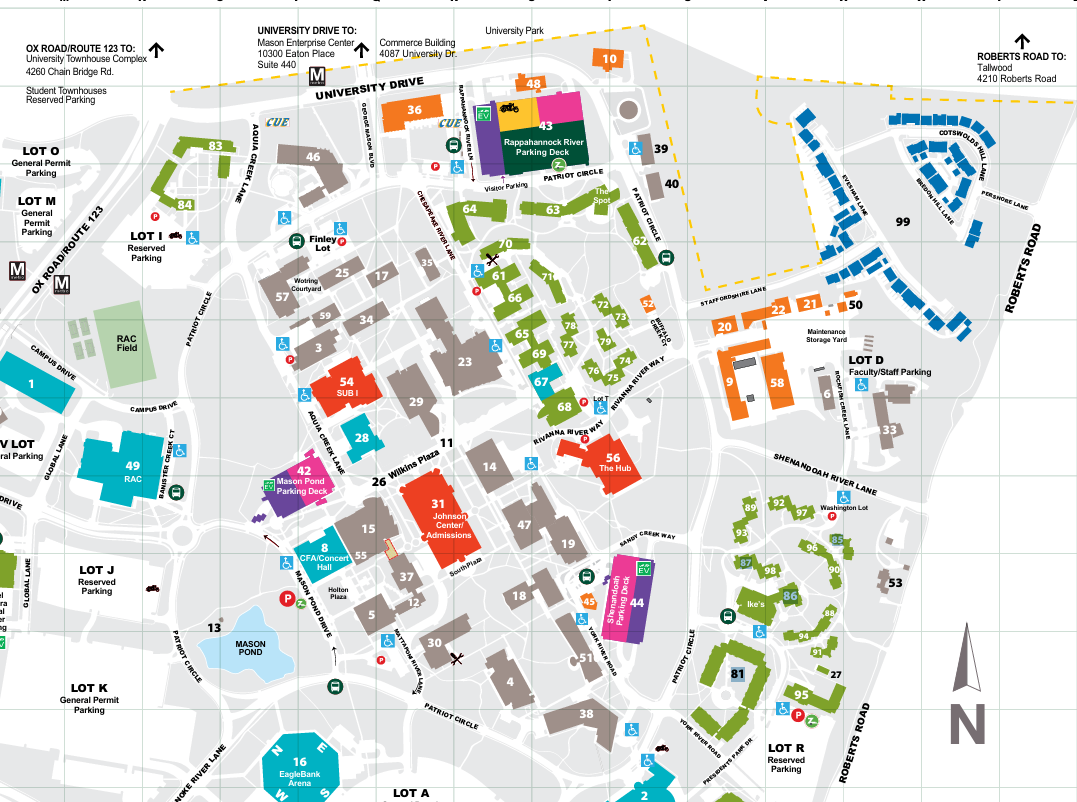 OX ROAD/ROUTE 123 TO:
University Townhouse Complex
4260 Chain Bridge Rd.
Student Townhouses
Reserved Parking
UNIVERSITY DRIVE TO:
Mason Enterprise Center
10300 Eaton Place
Suite 440
Commerce Building
4087 University Dr.
University Park
ROBERTS ROAD TO:
Tallwood
4210 Roberts Road
M
UNIVERSITY DRIVE
10
48
36
CUE
CUE
GEORGE MASON BLVD
RAPPAHANNOCK RIVER LN
EV
43
Rappahannock River
Parking Deck
Visitor Parking
PATRIOT CIRCLE
39
40
LOT O
General Permit
Parking
LOT M
General
Permit
Parking
83
84
AQUA CREEK LANE
46
P
LOT I
Reserved
Parking
Finley
Lot
P
OX ROAD/ROUTE 123
M
M
CHESAPEAKE RIVER LANE
64
63
The
Spot
62
PATRIOT CIRCLE
70
35
61
71
66
65
69
67
68
72
73
78
77
79
76
75
74
52
BUFFALO
CREEK CT
Lot T
RIVANNA RIVER WAY
RIVANNA RIVER WAY
COTSWOLDS HILL LANE
BREDON HILL LANE
PERSHORE LANE
EVESHAM LANE
99
ROBERTS ROAD
STAFFORDSHIRE LANE
20
22
21
50
Maintenance
Storage Yard
9
58
6
ROCKFISH CREEK LANE
LOT D
Faculty/Staff Parking
33
Wotring
Courtyard
57
25
17
59
34
3
23
29
54
SUB I
28
AQUA CREEK LANE
11
Wilkins Plaza
26
14
56
The Hub
RAC
Field
PATRIOT CIRCLE
CAMPUS DRIVE
1
CAMPUS DRIVE
V LOT
GLOBAL LANE
49
RAC
BANISTER CREEK CT
42
Mason Pond
Parking Deck
EV
15
55
31
Johnson
Center/
Admissions
8
CFA/Concert
Hall
37
12
5
South Plaza
Holton
Plaza
MASON POND DRIVE
47
19
18
SANDY CREEK WAY
EV
Shenandoah
Parking Deck
44
45
YORK RIVER ROAD
51
30
4
38
MATTAPONI RIVER LANE
PATRIOT CIRCLE
PATRIOT CIRCLE
SHENANDOAH RIVER LANE
Washington Lot
P
89
92
97
93
96
85
87
98
90
86
Ike's
88
94
91
53
81
27
95
YORK RIVER ROAD
PRESIDENTS PARK DR
LOT R
Reserved
Parking
ROBERTS ROAD
N
GLOBAL LANE
LOT J
Reserved
Parking
13
MASON
POND
PATRIOT CIRCLE
LOT K
General Permit
Parking
16
EagleBank
Arena
N
E
W
S
LOT A
2